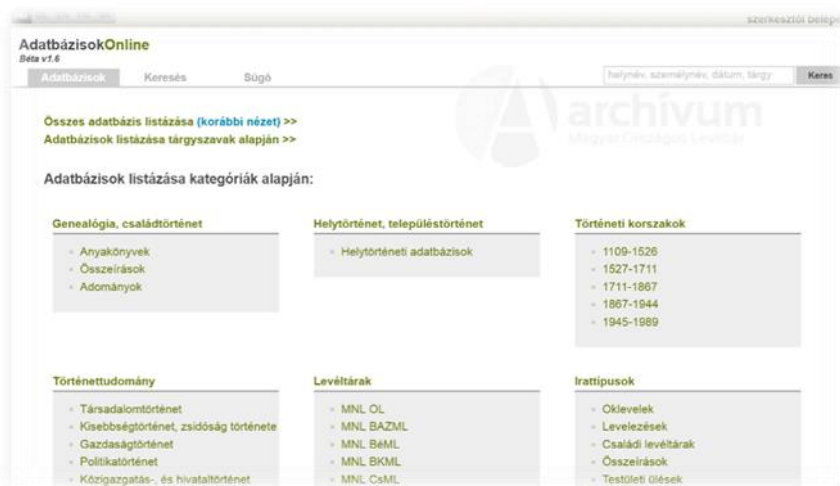 szerkesztői belépé
AdatbázisokOnline
Béta v1.6
Adatbázisok Keresés Súgó
helynév, személynév, dátum, tárgy Keres
archívum
Magyar Országos Levéltár
Összes adatbázis listázása (korábbi nézet) >>
Adatbázisok listázása tárgyszavak alapján >>
Adatbázisok listázása kategóriák alapján:
Genealógia, családtörténet
Anyakönyvek
Összeírások
Adományok
Helytörténet, településtörténet
Helytörténeti adatbázisok
Történeti korszakok
1109-1526
1527-1711
1711-1867
1867-1944
1945-1989
Történettudomány
Társadalomtörténet
Kisebbségtörténet, zsidóság története
Gazdaságtörténet
Politikatörténet
Közigazgatás-, és hivataltörténet
Levéltárak
MNL OL
MNL BAZML
MNL BéML
MNL BKML
MNL CsML
Irattípusok
Oklevelek
Levelezések
Családi levéltárak
Összeírások
Testületi ülések